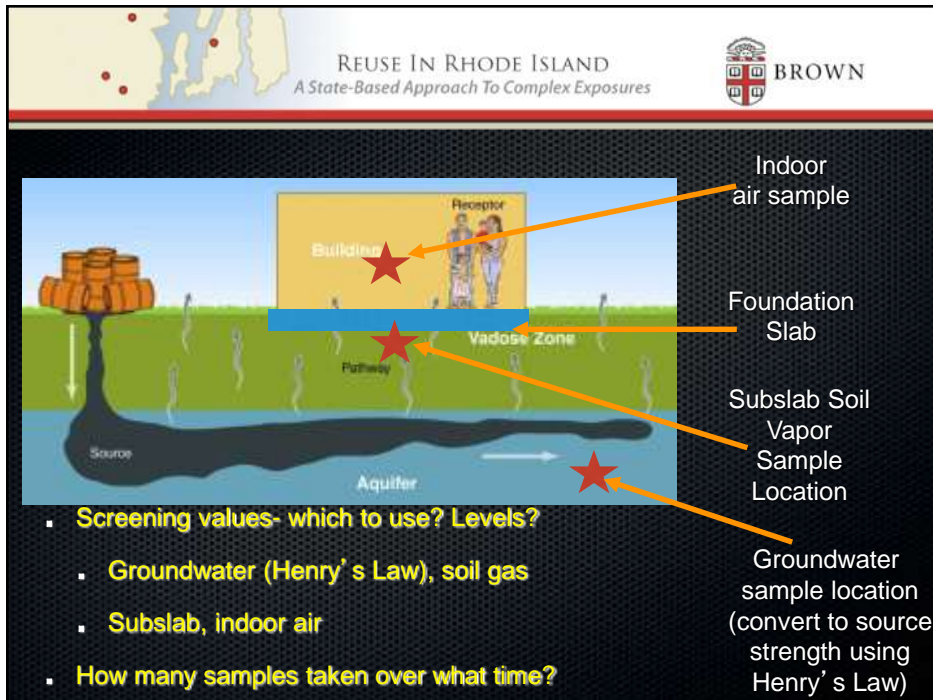 REUSE IN RHODE ISLAND
A State-Based Approach To Complex Exposures
BROWN
Indoor
air sample
Receptor
Building
Foundation
Slab
Vadose Zone
Pathway
Subslab Soil
Vapor
Sample
Location
Source
Aquifer
Groundwater
sample location
(convert to source
strength using
Henry's Law)
▪ Screening values- which to use? Levels?
▪ Groundwater (Henry's Law), soil gas
▪ Subslab, indoor air
▪ How many samples taken over what time?